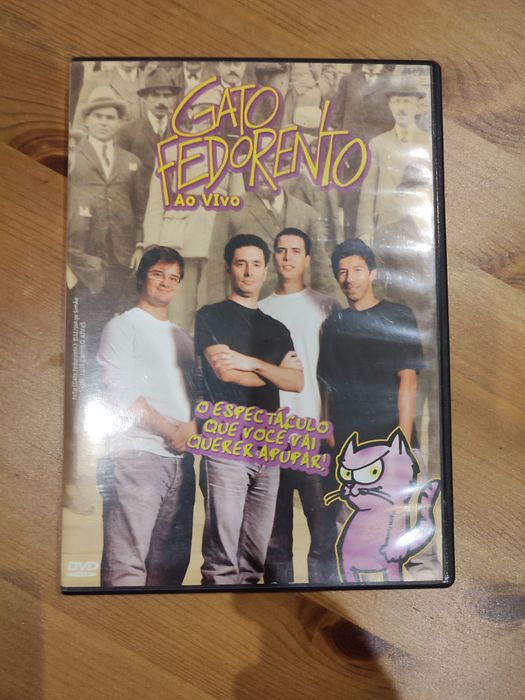 GATO
FEDORENTO
AO VIVO
O ESPECTÁCULO
QUE VOCÊ VAI
QUERER APUPAR!
DVD